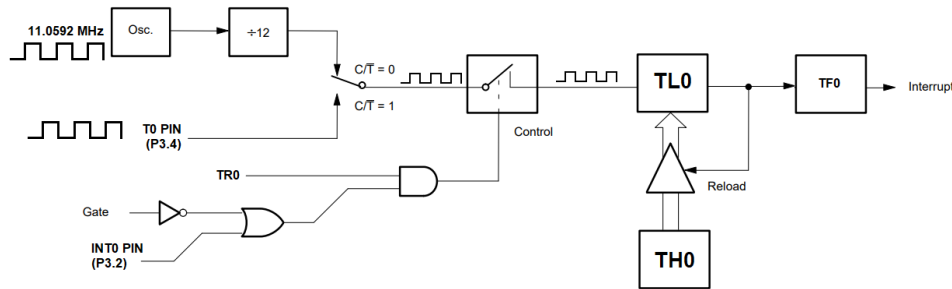 11.0592 MHz
Osc.
÷12
C/T̅ = 0
C/T̅ = 1
T0 PIN
(P3.4)
Control
TL0
TF0
Interrupt
TR0
Reload
Gate
INT0 PIN
(P3.2)
TH0